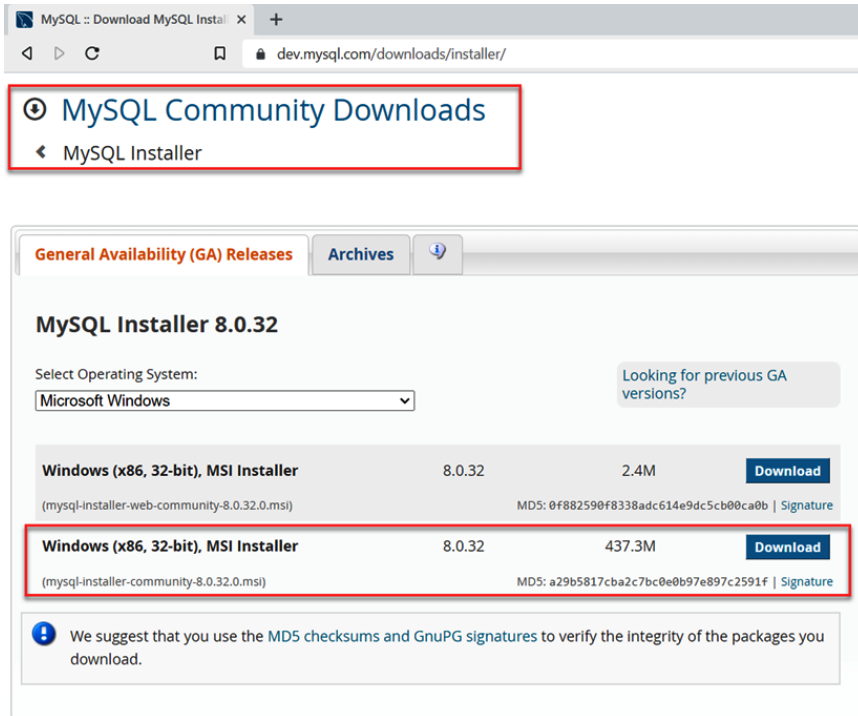 MySQL :: Download MySQL Instal
dev.mysql.com/downloads/installer/
MySQL Community Downloads
MySQL Installer
General Availability (GA) Releases
Archives
MySQL Installer 8.0.32
Select Operating System:
Microsoft Windows
Looking for previous GA
versions?
Windows (x86, 32-bit), MSI Installer 8.0.32 2.4M Download
(mysql-installer-web-community-8.0.32.0.msi) MD5: 0f882590f8338adc614e9dc5cb00ca0b | Signature
Windows (x86, 32-bit), MSI Installer 8.0.32 437.3M Download
(mysql-installer-community-8.0.32.0.msi) MD5: a29b5817cba2c7bc0e0b97e897c2591f | Signature
We suggest that you use the MD5 checksums and GnuPG signatures to verify the integrity of the packages you
download.